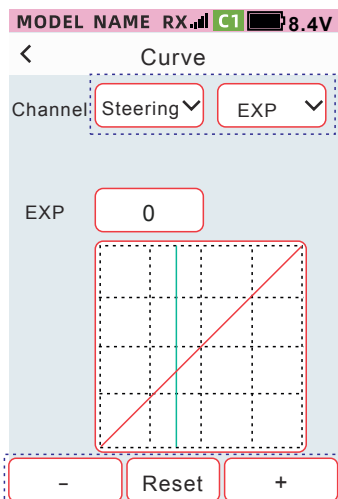 MODEL NAME RX C1 8.4V
< Curve
Channel Steering EXP
EXP 0
- Reset +